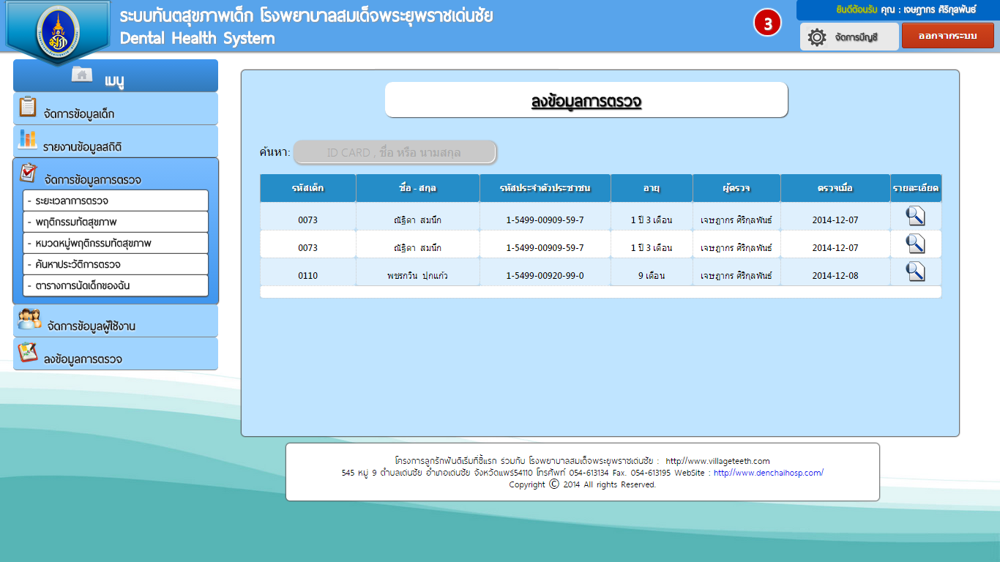 ระบบทันตสุขภาพเด็ก โรงพยาบาลสมเด็จพระยุพราชเด่นชัย
Dental Health System
3
ยินดีต้อนรับ คุณ : เจษฎากร ศิริกุลพันธ์
จัดการบัญชี
ออกจากระบบ
เมนู
จัดการข้อมูลเด็ก
รายงานข้อมูลสถิติ
จัดการข้อมูลการตรวจ
- ระยะเวลาการตรวจ
- พฤติกรรมทัตสุขภาพ
- หมวดหมู่พฤติกรรมทัตสุขภาพ
- ค้นหาประวัติการตรวจ
- ตารางการนัดเด็กของฉัน
จัดการข้อมูลผู้ใช้งาน
ลงข้อมูลการตรวจ
ลงข้อมูลการตรวจ
ค้นหา: ID CARD , ชื่อ หรือ นามสกุล
รหัสเด็ก ชื่อ - สกุล รหัสประจำตัวประชาชน อายุ ผู้ตรวจ ตรวจเมื่อ รายละเอียด
0073 ณัฐิดา สมนึก 1-5499-00909-59-7 1 ปี 3 เดือน เจษฎากร ศิริกุลพันธ์ 2014-12-07
0073 ณัฐิดา สมนึก 1-5499-00909-59-7 1 ปี 3 เดือน เจษฎากร ศิริกุลพันธ์ 2014-12-07
0110 พชรกวิน ปุกแก้ว 1-5499-00920-99-0 9 เดือน เจษฎากร ศิริกุลพันธ์ 2014-12-08
โครงการลูกรักฟันดีเริ่มที่ซี่แรก ร่วมกับ โรงพยาบาลสมเด็จพระยุพราชเด่นชัย : http://www.villageteeth.com
545 หมู่ 9 ตำบลเด่นชัย อำเภอเด่นชัย จังหวัดแพร่54110 โทรศัพท์ 054-613134 Fax. 054-613195 WebSite : http://www.denchaihosp.com/
Copyright © 2014 All rights Reserved.